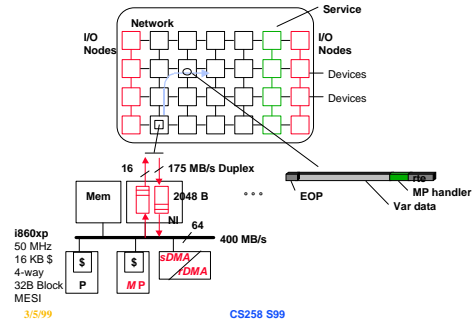 Service
Network
I/O
Nodes
I/O
Nodes
Devices
Devices
16
175 MB/s Duplex
rte
MP handler
EOP
Var data
Mem
2048 B
NI
64
400 MB/s
i860xp
50 MHz
16 KB $
4-way
32B Block
MESI
$
P
$
MP
sDMA
rDMA
3/5/99
CS258 S99